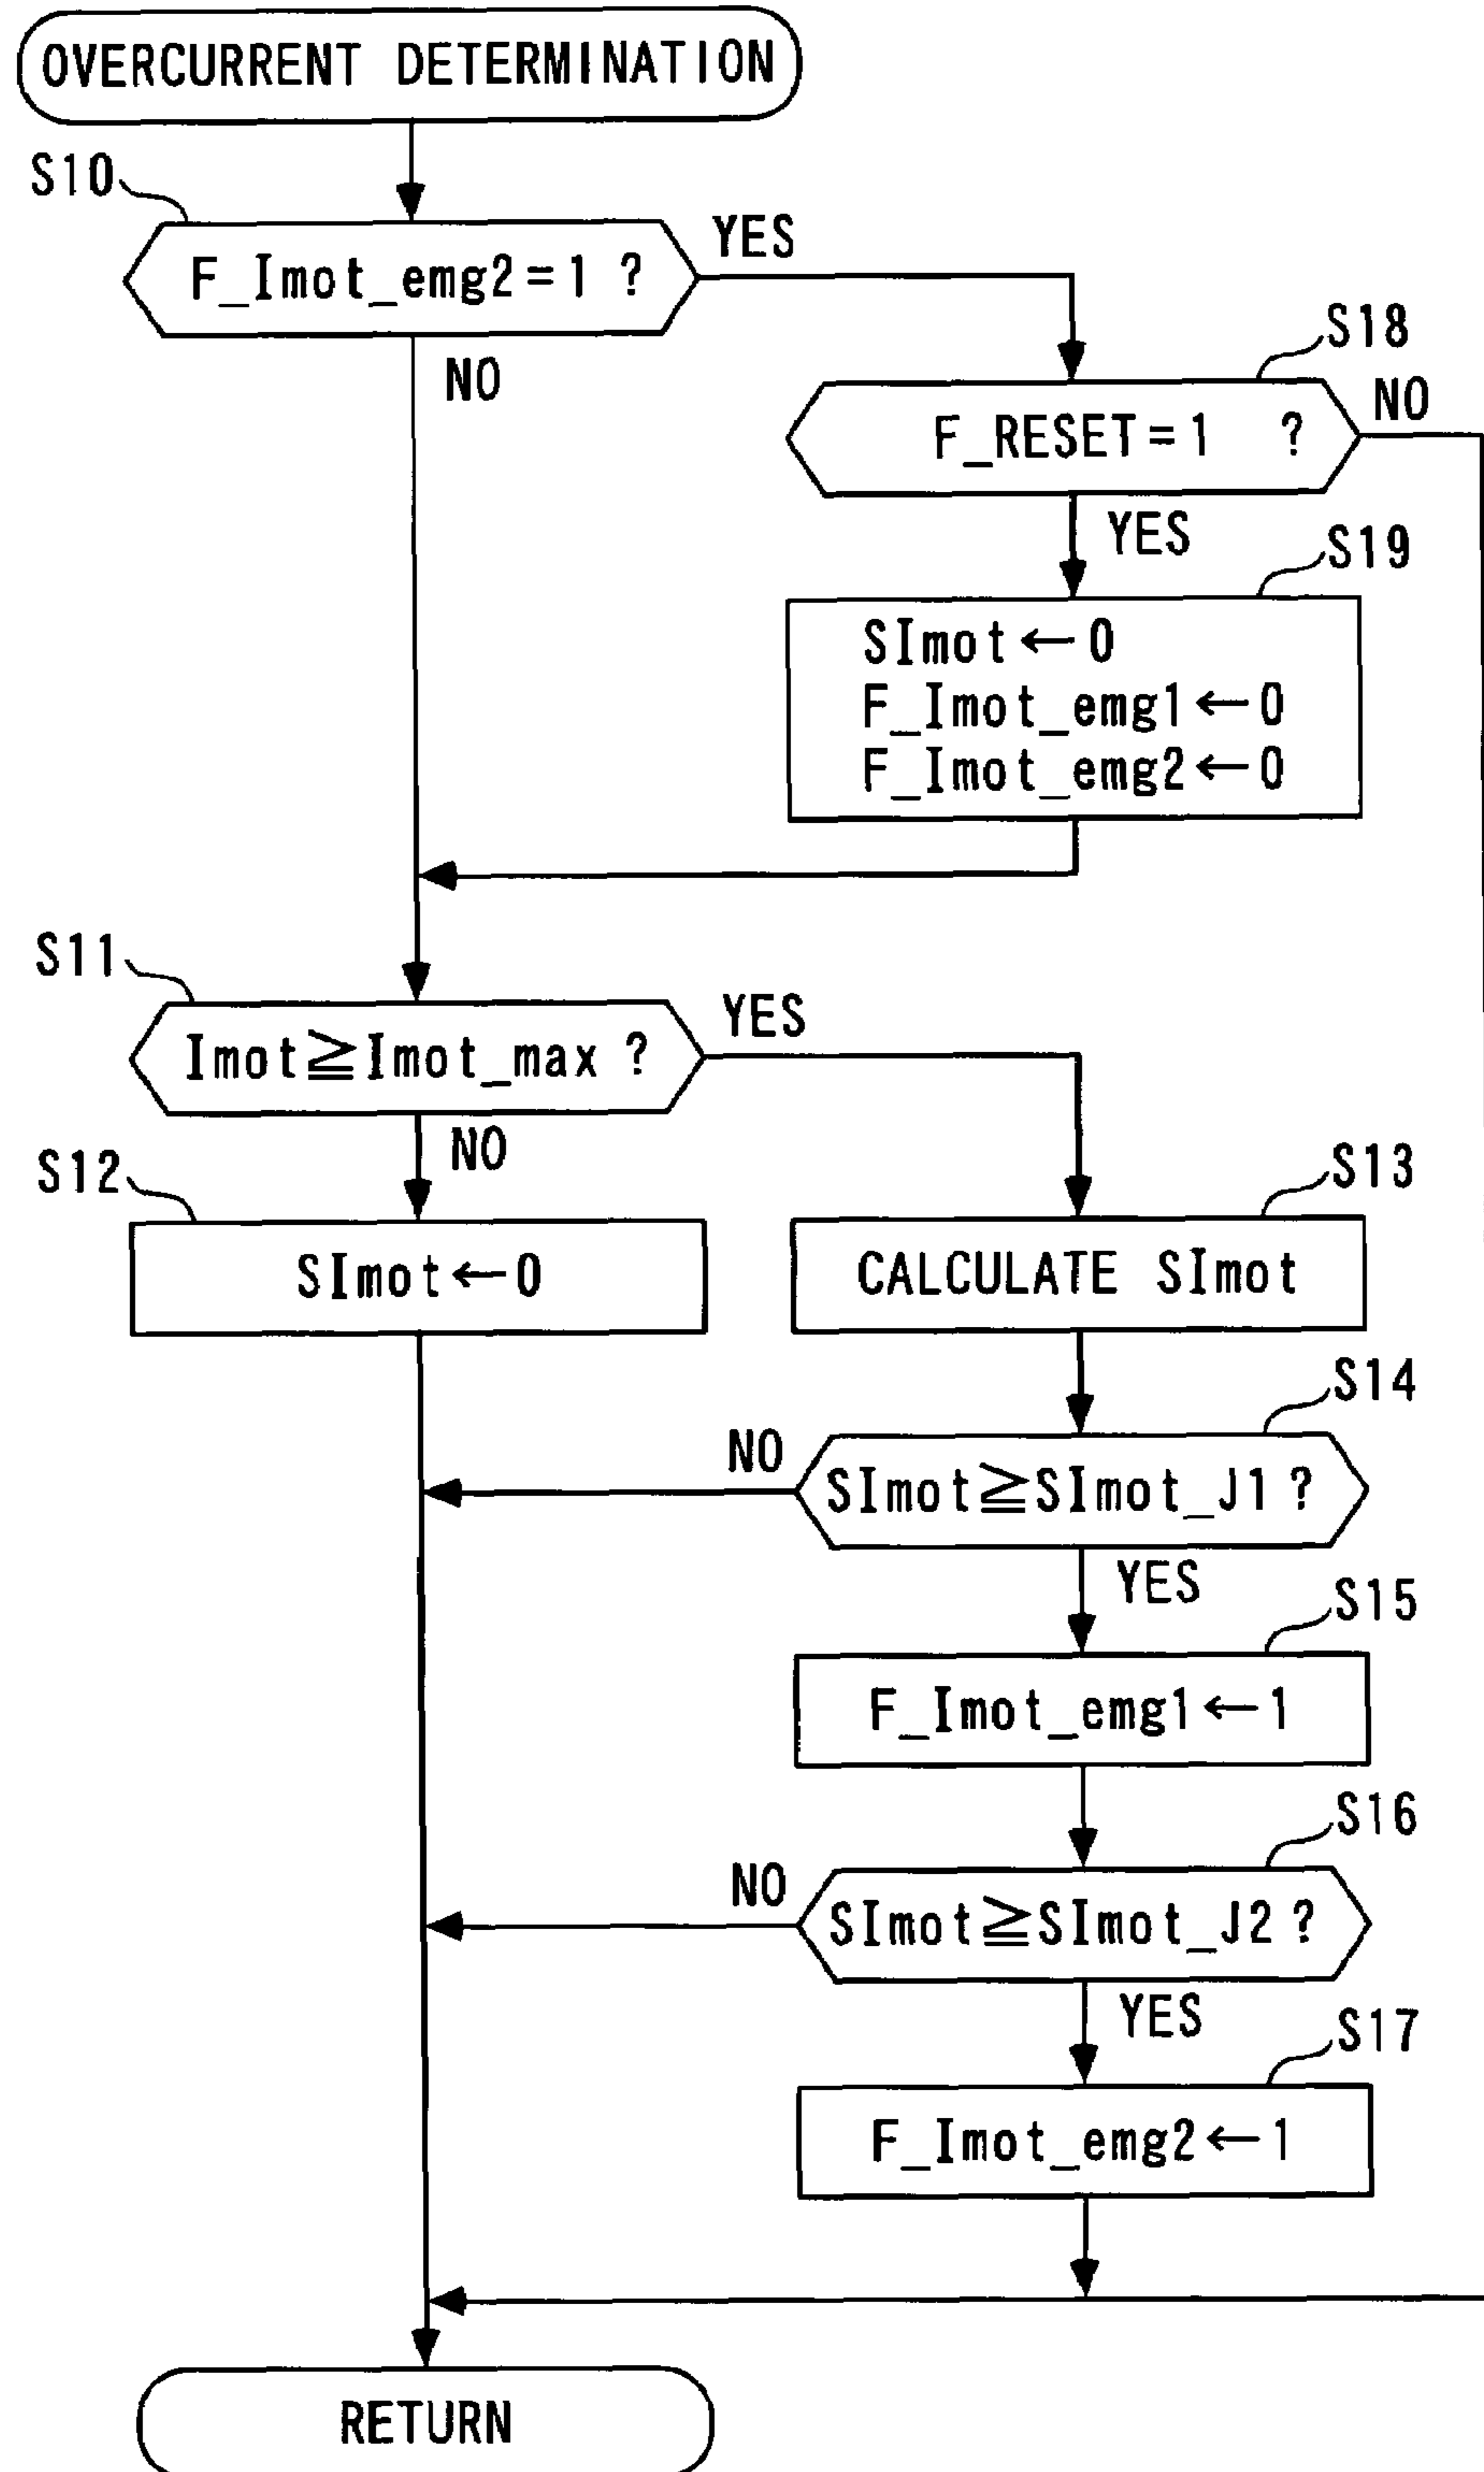 OVERCURRENT DETERMINATION
S10
F_Imot_emg2=1 ?
YES
NO
S18
F_RESET=1 ?
NO
YES
S19
SImot←0
F_Imot_emg1←0
F_Imot_emg2←0
S11
Imot≧Imot_max ?
YES
NO
S12
SImot←0
S13
CALCULATE SImot
S14
NO
SImot≧SImot_J1 ?
YES
S15
F_Imot_emg1←1
S16
NO
SImot≧SImot_J2 ?
YES
S17
F_Imot_emg2←1
RETURN